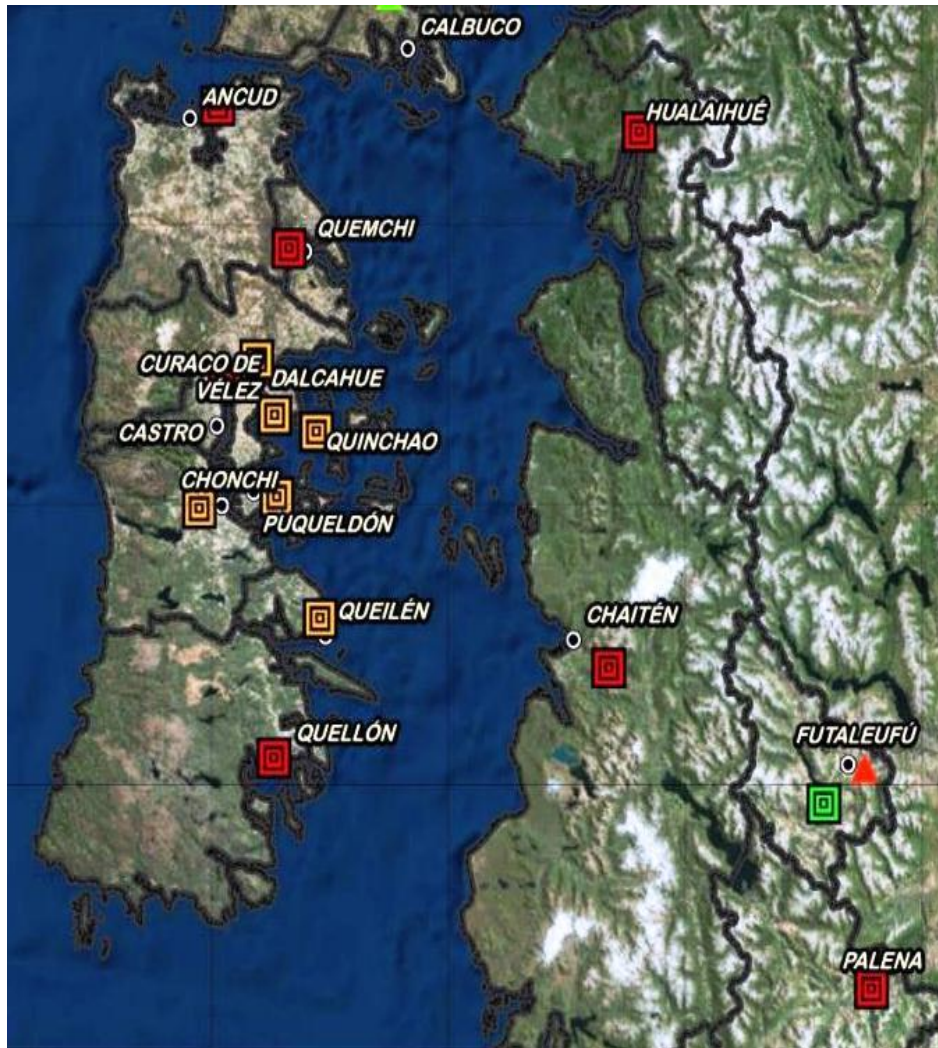 CALBUCO
ANCUD
HUALAIHUÉ
QUEMCHI
CURACO DE
VÉLEZ
DALCAHUE
CASTRO
QUINCHAO
CHONCHI
PUQUELDÓN
QUEILÉN
CHAITÉN
QUELLÓN
FUTALEUFÚ
PALENA